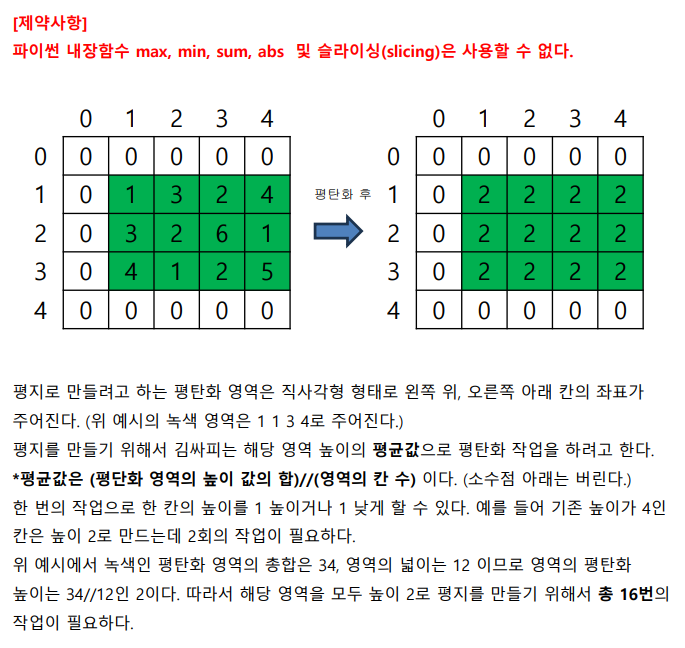 [제약사항]
파이썬 내장함수 max, min, sum, abs 및 슬라이싱(slicing)은 사용할 수 없다.
0 1 2 3 4 0 1 2 3 4
0 0 0 0 0 0 0 0 0 0 0 0
1 0 1 3 2 4 평탄화 후 1 0 2 2 2 2
2 0 3 2 6 1 2 0 2 2 2 2
3 0 4 1 2 5 3 0 2 2 2 2
4 0 0 0 0 0 4 0 0 0 0 0
평지로 만들려고 하는 평탄화 영역은 직사각형 형태로 왼쪽 위, 오른쪽 아래 칸의 좌표가
주어진다. (위 예시의 녹색 영역은 1 1 3 4로 주어진다.)
평지를 만들기 위해서 김싸피는 해당 영역 높이의 평균값으로 평탄화 작업을 하려고 한다.
*평균값은 (평단화 영역의 높이 값의 합)//(영역의 칸 수) 이다. (소수점 아래는 버린다.)
한 번의 작업으로 한 칸의 높이를 1 높이거나 1 낮게 할 수 있다. 예를 들어 기존 높이가 4인
칸은 높이 2로 만드는데 2회의 작업이 필요하다.
위 예시에서 녹색인 평탄화 영역의 총합은 34, 영역의 넓이는 12 이므로 영역의 평탄화
높이는 34//12인 2이다. 따라서 해당 영역을 모두 높이 2로 평지를 만들기 위해서 총 16번의
작업이 필요하다.